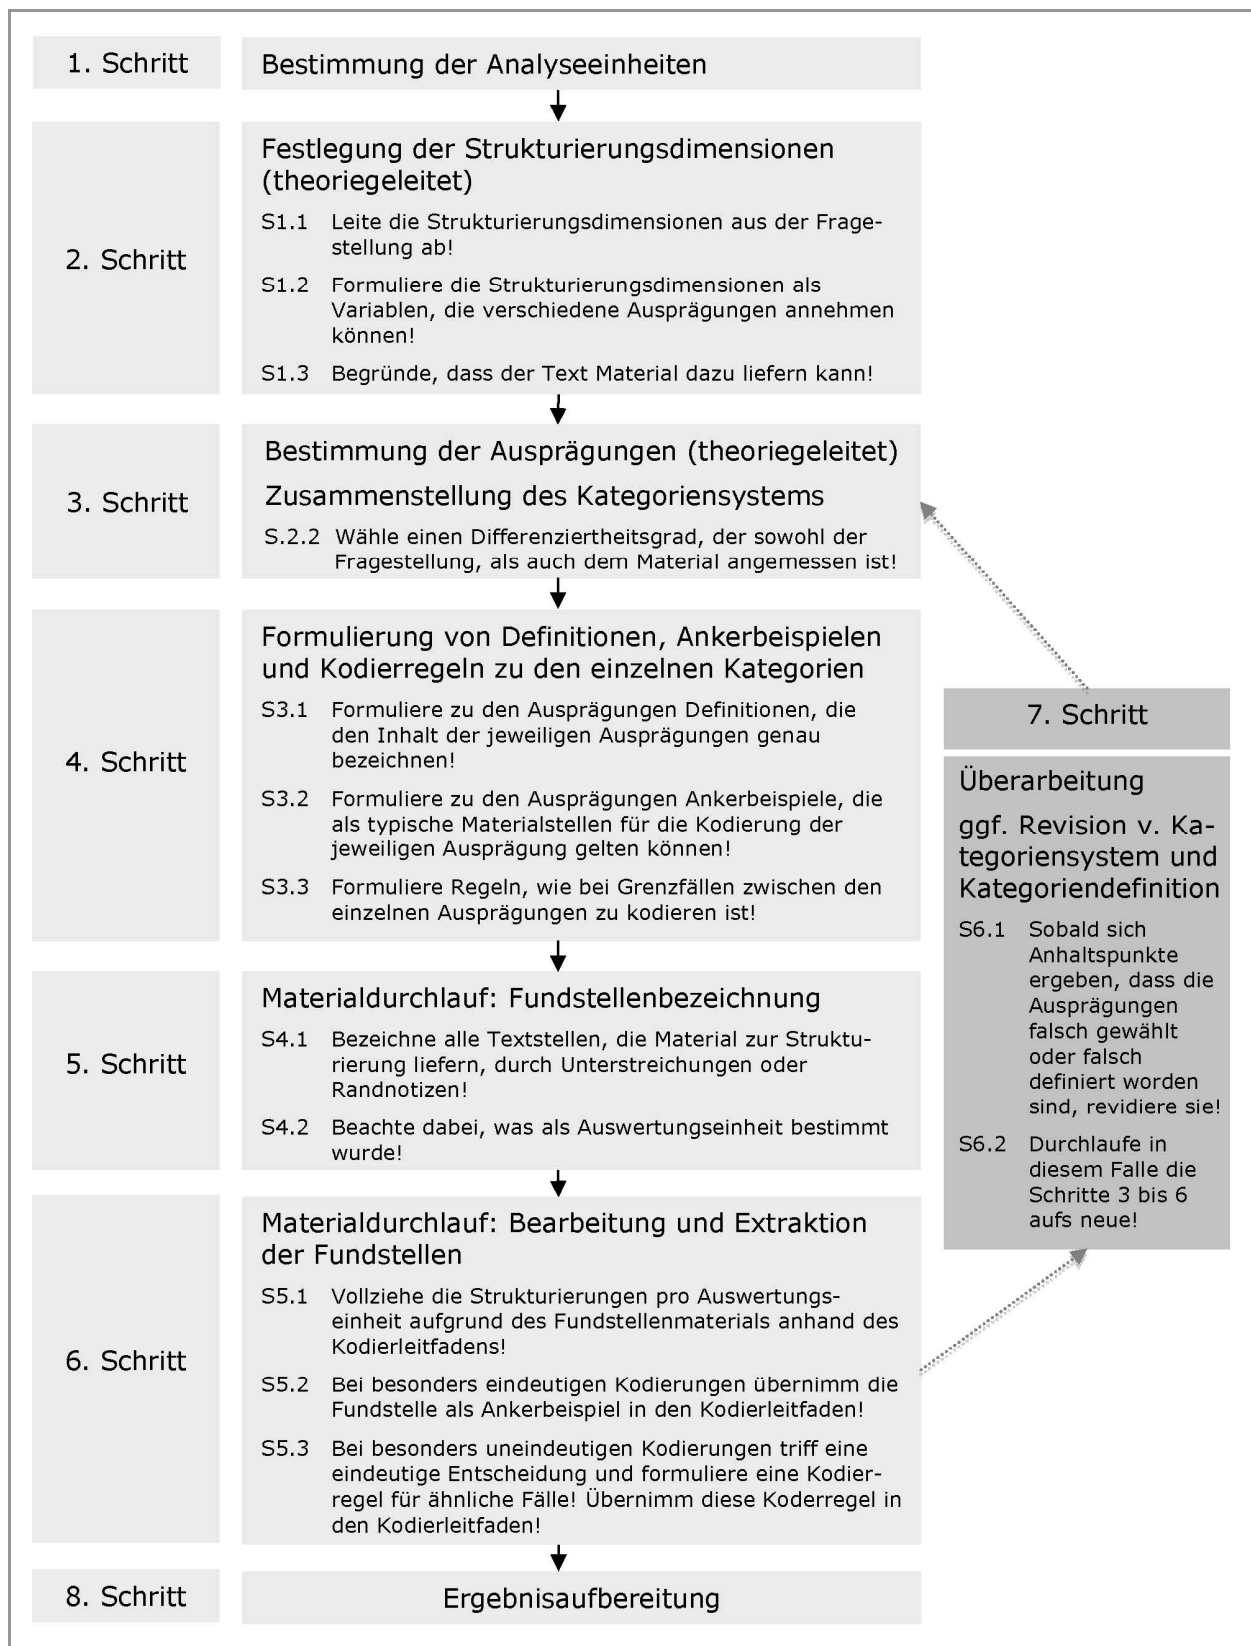 1. Schritt
Bestimmung der Analyseeinheiten
2. Schritt
Festlegung der Strukturierungsdimensionen
(theoriegeleitet)
S1.1 Leite die Strukturierungsdimensionen aus der Frage-
stellung ab!
S1.2 Formuliere die Strukturierungsdimensionen als
Variablen, die verschiedene Ausprägungen annehmen
können!
S1.3 Begründe, dass der Text Material dazu liefern kann!
3. Schritt
Bestimmung der Ausprägungen (theoriegeleitet)
Zusammenstellung des Kategoriensystems
S.2.2 Wähle einen Differenziertheitsgrad, der sowohl der
Fragestellung, als auch dem Material angemessen ist!
4. Schritt
Formulierung von Definitionen, Ankerbeispielen
und Kodierregeln zu den einzelnen Kategorien
S3.1 Formuliere zu den Ausprägungen Definitionen, die
den Inhalt der jeweiligen Ausprägungen genau
bezeichnen!
S3.2 Formuliere zu den Ausprägungen Ankerbeispiele, die
als typische Materialstellen für die Kodierung der
jeweiligen Ausprägung gelten können!
S3.3 Formuliere Regeln, wie bei Grenzfällen zwischen den
einzelnen Ausprägungen zu kodieren ist!
5. Schritt
Materialdurchlauf: Fundstellenbezeichnung
S4.1 Bezeichne alle Textstellen, die Material zur Struktu-
rierung liefern, durch Unterstreichungen oder
Randnotizen!
S4.2 Beachte dabei, was als Auswertungseinheit bestimmt
wurde!
6. Schritt
Materialdurchlauf: Bearbeitung und Extraktion
der Fundstellen
S5.1 Vollziehe die Strukturierungen pro Auswertungs-
einheit aufgrund des Fundstellenmaterials anhand des
Kodierleitfadens!
S5.2 Bei besonders eindeutigen Kodierungen übernimm die
Fundstelle als Ankerbeispiel in den Kodierleitfaden!
S5.3 Bei besonders uneindeutigen Kodierungen triff eine
eindeutige Entscheidung und formuliere eine Kodier-
regel für ähnliche Fälle! Übernimm diese Koderregel in
den Kodierleitfaden!
7. Schritt
Überarbeitung
ggf. Revision v. Ka-
tegoriensystem und
Kategoriendefinition
S6.1 Sobald sich
Anhaltspunkte
ergeben, dass die
Ausprägungen
falsch gewählt
oder falsch
definiert worden
sind, revidiere sie!
S6.2 Durchlaufe in
diesem Falle die
Schritte 3 bis 6
aufs neue!
8. Schritt
Ergebnisaufbereitung